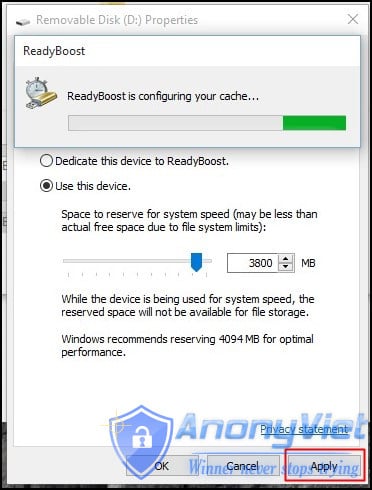 Removable Disk (D:) Properties
ReadyBoost
ReadyBoost is configuring your cache...
Dedicate this device to ReadyBoost.
Use this device.
Space to reserve for system speed (may be less than
actual free space due to file system limits):
3800 MB
While the device is being used for system speed, the
reserved space will not be available for file storage.
Windows recommends reserving 4094 MB for optimal
performance.
Privacy statement
AnonyViet
OK Cancel Apply
Winner never stops trying